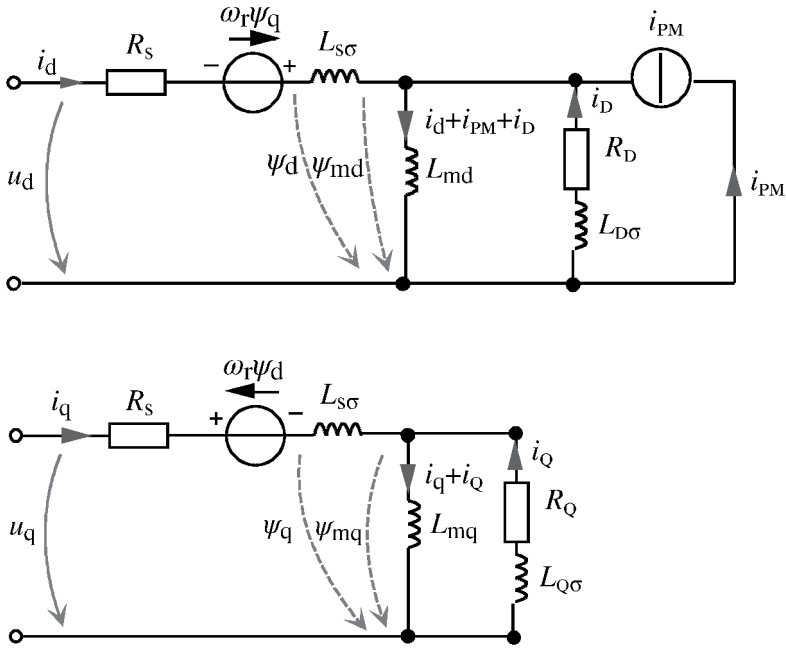 ωrψq
iPM
id
Rs
Lsσ
− +
id+iPM+iD
iD
RD
ψd
ψmd
Lmd
ud
iPM
LDσ
ωrψd
iq
Rs
Lsσ
+ −
iq+iQ
iQ
RQ
uq
ψq
ψmq
Lmq
LQσ